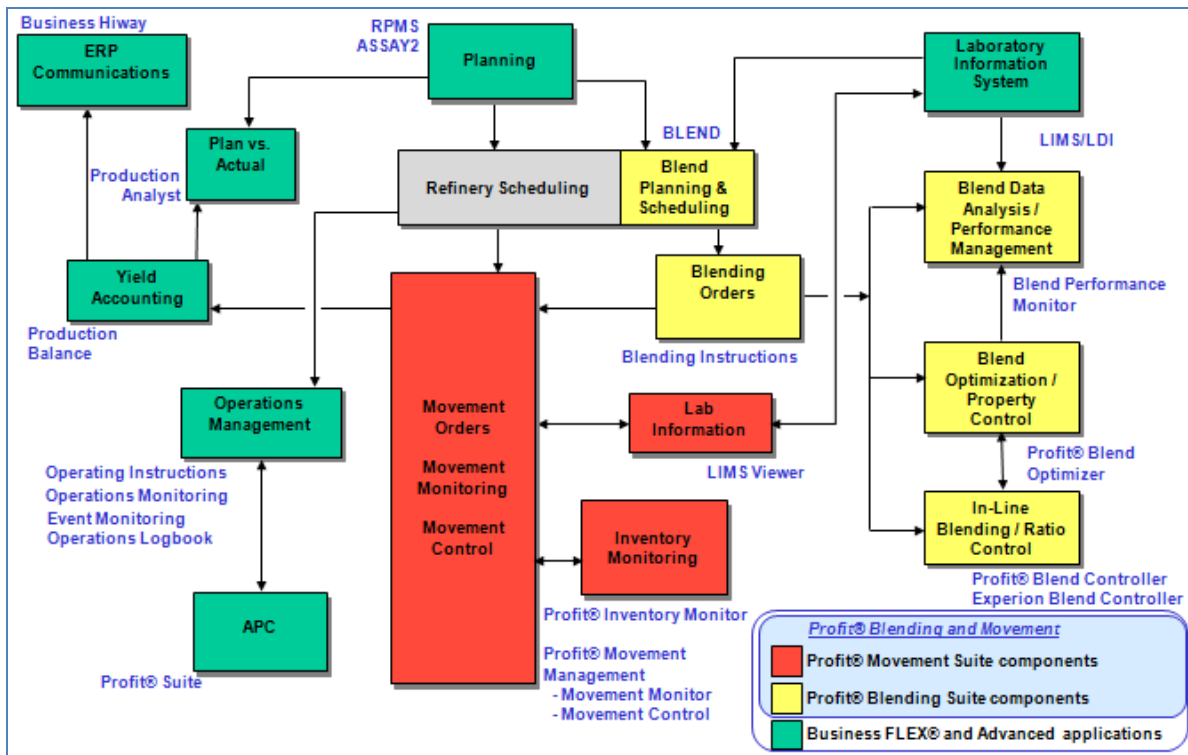 Business Hiway
ERP
Communications
RPMS
ASSAY2
Planning
Laboratory
Information
System
Plan vs.
Actual
Production
Analyst
BLEND
LIMS/LDI
Refinery Scheduling
Blend
Planning &
Scheduling
Blend Data
Analysis /
Performance
Management
Yield
Accounting
Blending
Orders
Blend Performance
Monitor
Production
Balance
Blending Instructions
Operations
Management
Movement
Orders
Movement
Monitoring
Movement
Control
Lab
Information
LIMS Viewer
Blend
Optimization /
Property
Control
Profit® Blend
Optimizer
Operating Instructions
Operations Monitoring
Event Monitoring
Operations Logbook
Inventory
Monitoring
In-Line
Blending / Ratio
Control
Profit® Blend Controller
Experion Blend Controller
APC
Profit® Suite
Profit® Inventory Monitor
Profit® Movement
Management
- Movement Monitor
- Movement Control
Profit® Blending and Movement
Profit® Movement Suite components
Profit® Blending Suite components
Business FLEX® and Advanced applications